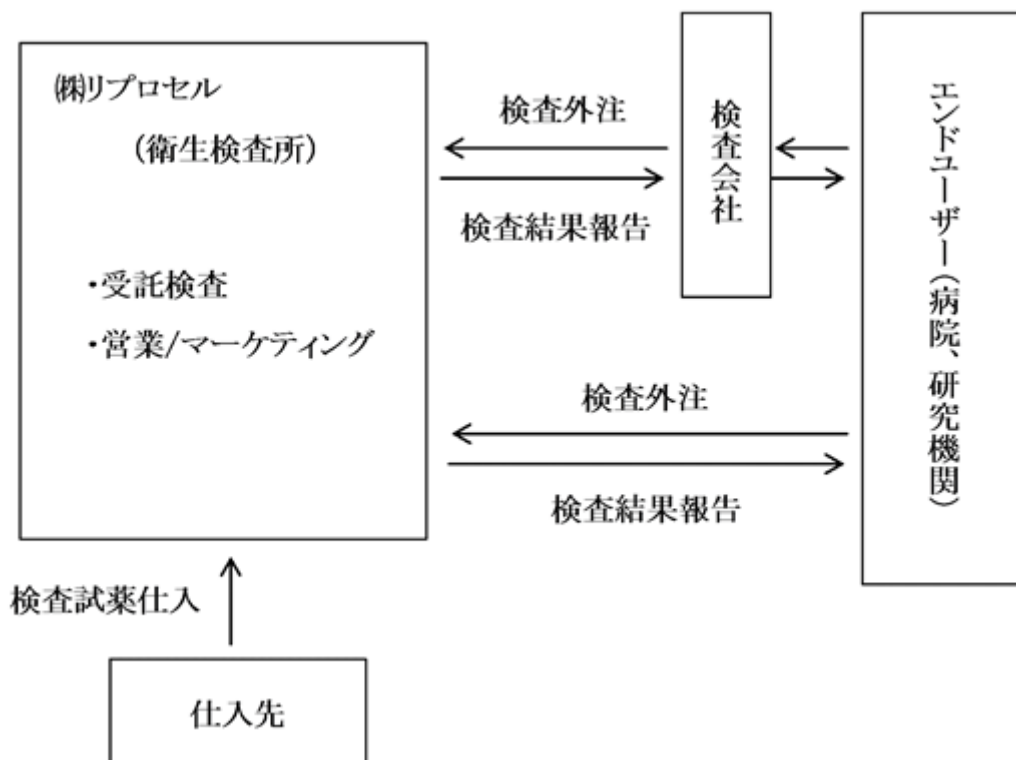 ㈱リプロセル
(衛生検査所)
・受託検査
・営業/マーケティング
検査外注
検査結果報告
検査会社
エンドユーザー(病院、研究機関)
検査外注
検査結果報告
検査試薬仕入
仕入先